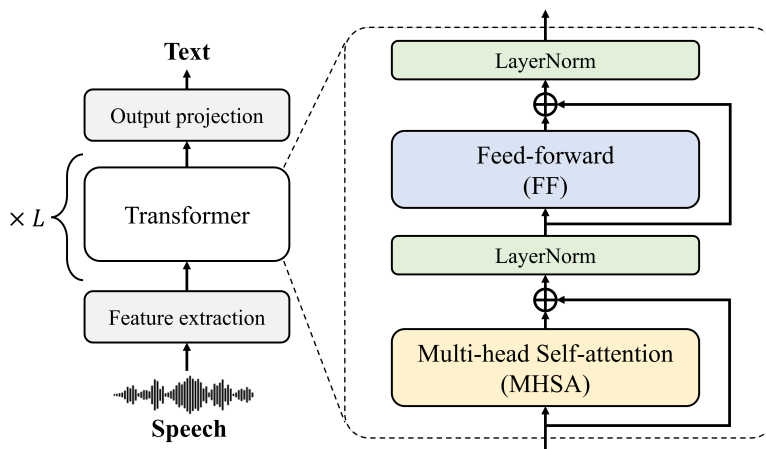 Text
Output projection
× L
Transformer
Feature extraction
Speech
LayerNorm
Feed-forward
(FF)
LayerNorm
Multi-head Self-attention
(MHSA)